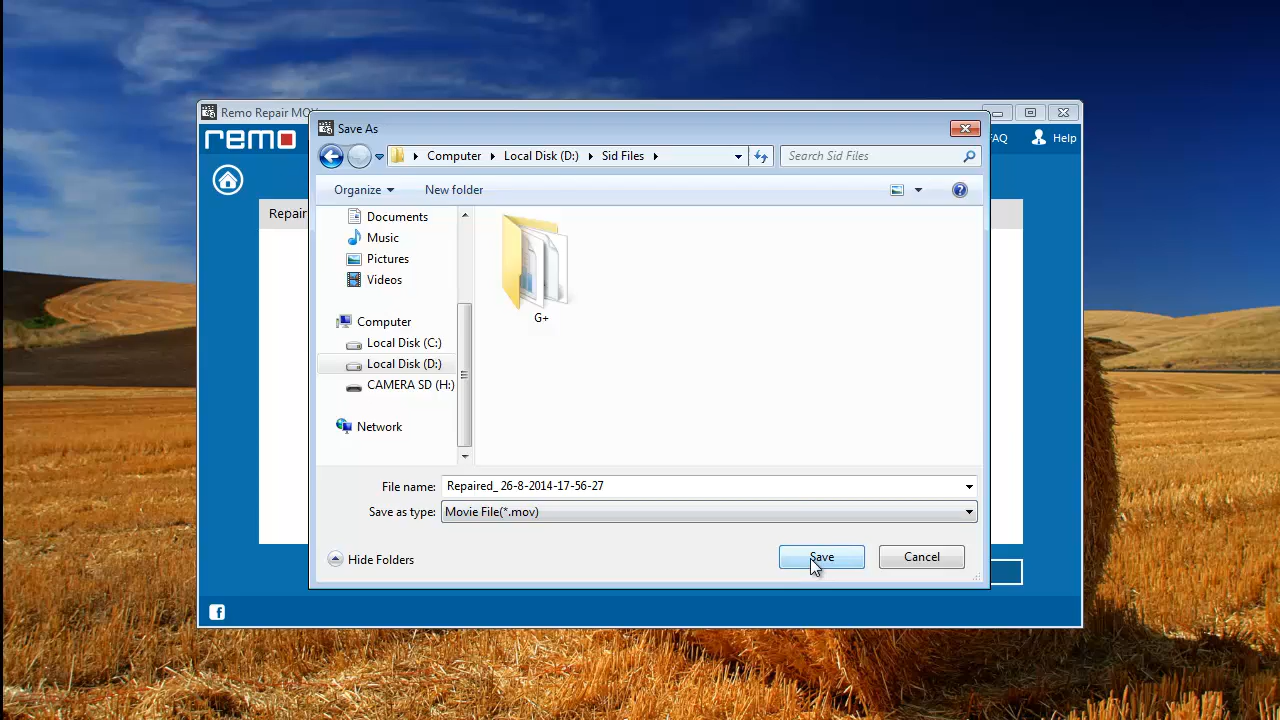 Remo Repair MOV
remo
FAQ
Help
Repair
Save As
Computer
Local Disk (D:)
Sid Files
Search Sid Files
Organize
New folder
Documents
Music
Pictures
Videos
Computer
Local Disk (C:)
Local Disk (D:)
CAMERA SD (H:)
Network
G+
File name: Repaired_ 26-8-2014-17-56-27
Save as type: Movie File(*.mov)
Hide Folders
Save
Cancel